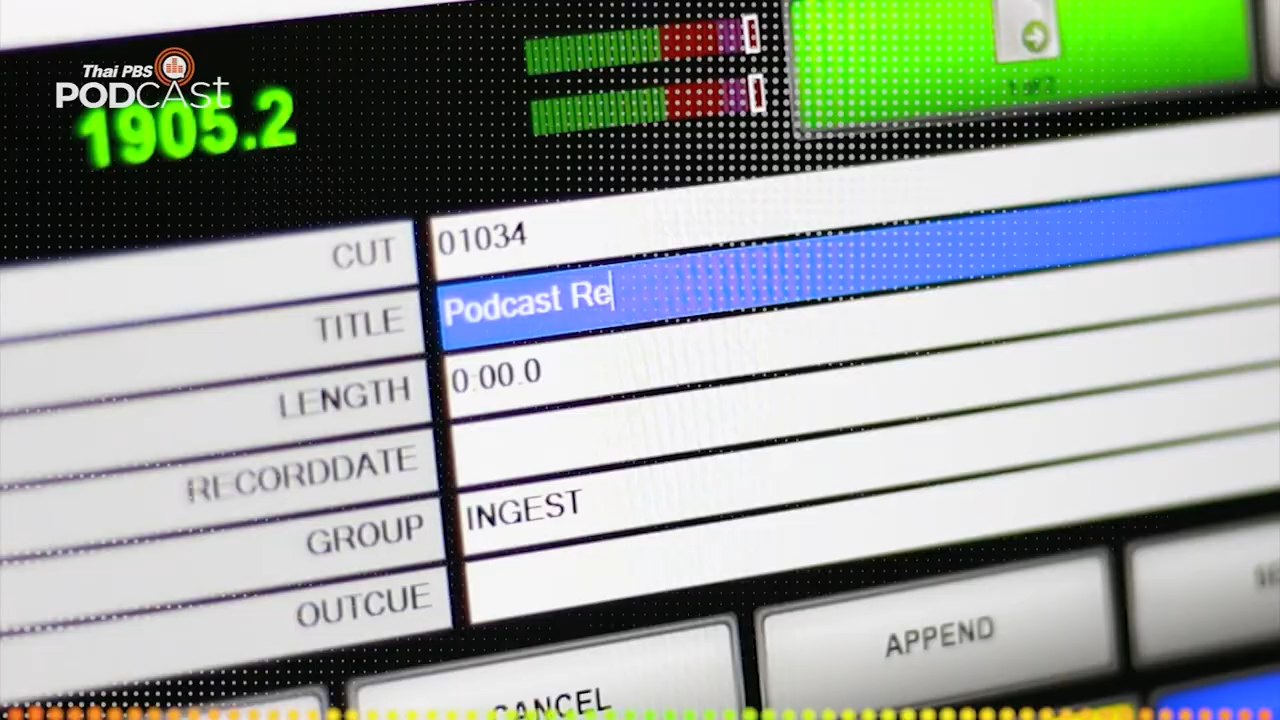 Thai PBS
PODCAST
1905.2
CUT 01034
TITLE Podcast Re
LENGTH 0:00.0
RECORDDATE
GROUP INGEST
OUTCUE
CANCEL
APPEND